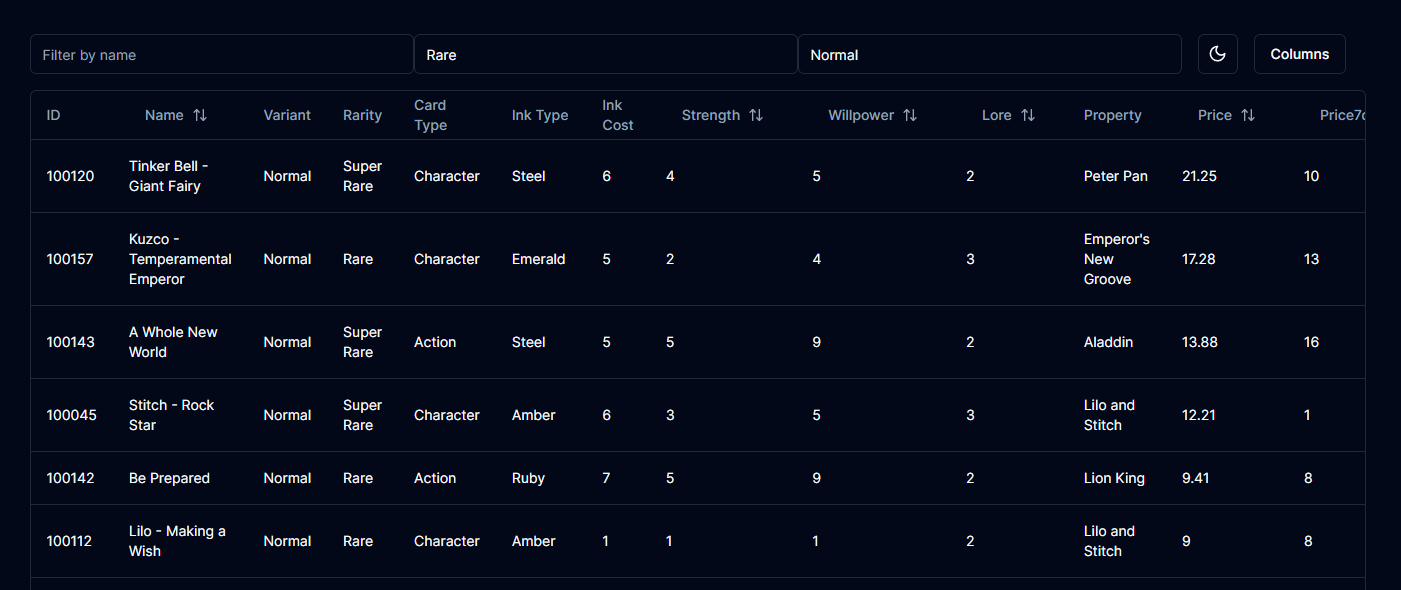 Filter by name Rare Normal Columns
ID Name Variant Rarity Card Type Ink Type Ink Cost Strength Willpower Lore Property Price Price7d
100120 Tinker Bell - Giant Fairy Normal Super Rare Character Steel 6 4 5 2 Peter Pan 21.25 10
100157 Kuzco - Temperamental Emperor Normal Rare Character Emerald 5 2 4 3 Emperor's New Groove 17.28 13
100143 A Whole New World Normal Super Rare Action Steel 5 5 9 2 Aladdin 13.88 16
100045 Stitch - Rock Star Normal Super Rare Character Amber 6 3 5 3 Lilo and Stitch 12.21 1
100142 Be Prepared Normal Rare Action Ruby 7 5 9 2 Lion King 9.41 8
100112 Lilo - Making a Wish Normal Rare Character Amber 1 1 1 2 Lilo and Stitch 9 8